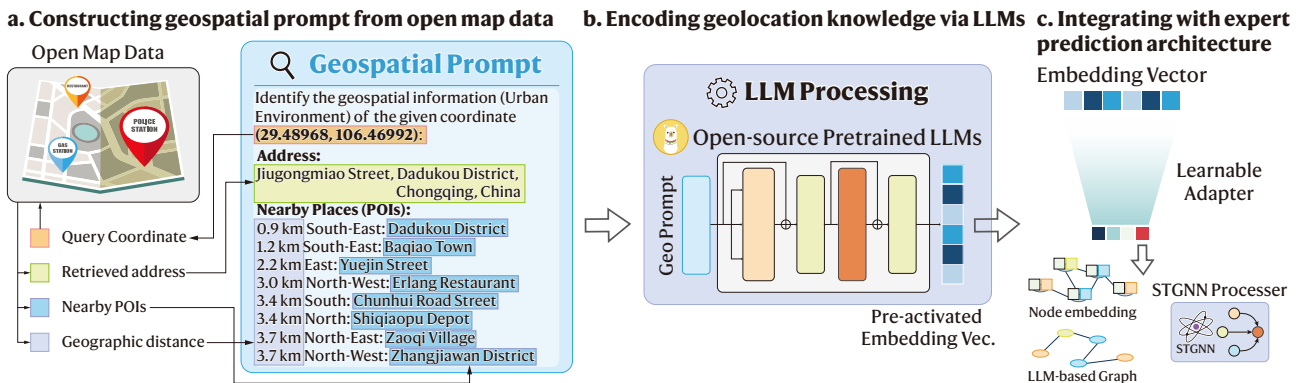 a. Constructing geospatial prompt from open map data
b. Encoding geolocation knowledge via LLMs
c. Integrating with expert
prediction architecture
Open Map Data
RESTAURANT
POLICE
STATION
GAS
STATION
Query Coordinate
Retrieved address
Nearby POIs
Geographic distance
Geospatial Prompt
Identify the geospatial information (Urban
Environment) of the given coordinate
(29.48968, 106.46992):
Address:
Jiugongmiao Street, Dadukou District,
Chongqing, China
Nearby Places (POIs):
0.9 km South-East: Dadukou District
1.2 km South-East: Baqiao Town
2.2 km East: Yuejin Street
3.0 km North-West: Erlang Restaurant
3.4 km South: Chunhui Road Street
3.4 km North: Shiqiaopu Depot
3.7 km North-East: Zaoqi Village
3.7 km North-West: Zhangjiawan District
LLM Processing
Open-source Pretrained LLMs
Geo Prompt
Pre-activated
Embedding Vec.
Embedding Vector
Learnable
Adapter
Node embedding
LLM-based Graph
STGNN Processer
STGNN